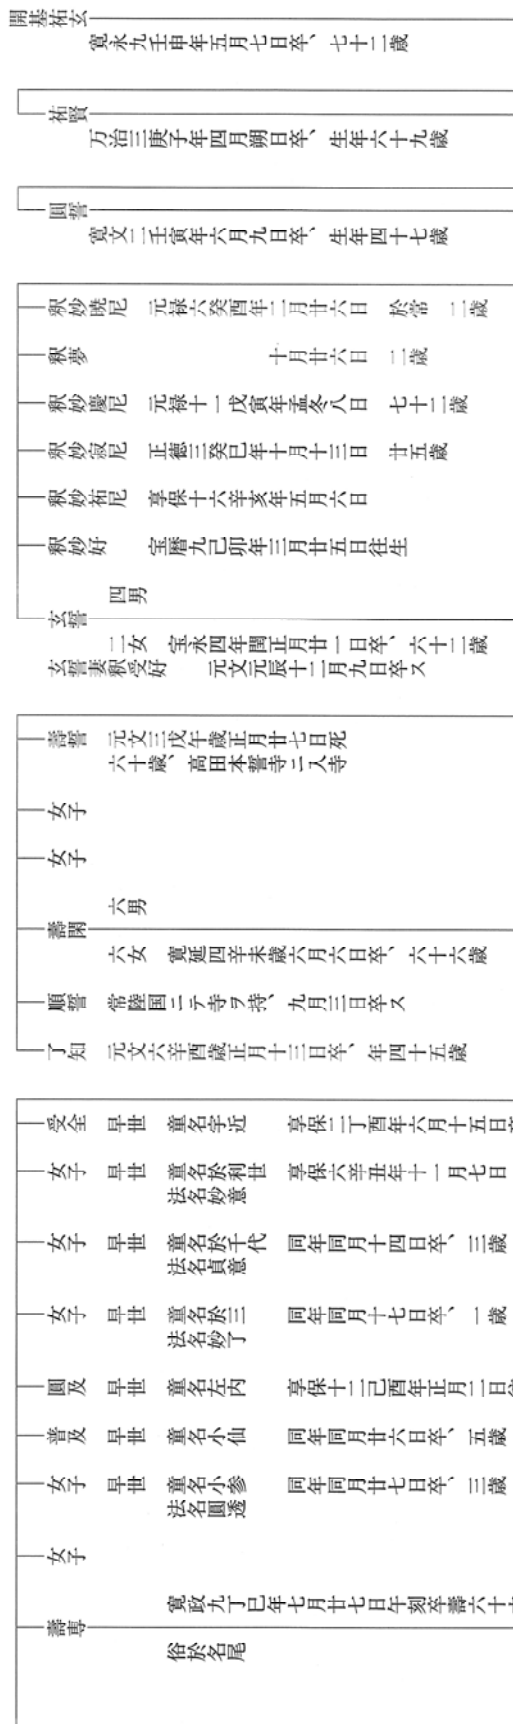 開基祐玄
寛永九壬申年五月七日卒、七十二歳
祐賢
万治三庚子年四月朔日卒、生年六十九歳
圓誓
寛文二壬寅年六月九日卒、生年四十七歳
釈妙暁尼 元禄六癸酉年二月廿六日 於常 二歳
釈夢 十月廿六日 二歳
釈妙慶尼 元禄十一戊寅年孟冬八日 七十二歳
釈妙寂尼 正徳三癸巳年十月十三日 廿五歳
釈妙祐尼 享保十六辛亥年五月六日
釈妙好 宝暦九己卯年三月廿五日往生
四男
玄誓
二女 宝永四年閏正月廿一日卒、六十二歳
玄誓妻釈受好 元文元辰十二月九日卒ス
壽誓 元文三戊午歳正月廿七日死
六十歳、高田本誓寺ニ入寺
女子
女子
六男
壽閑
六女 寛延四辛未歳六月六日卒、六十六歳
順誓 常陸国ニテ寺ヲ持、九月三日卒ス
了知 元文六辛酉歳正月十三日卒、年四十五歳
受全 早世 童名宇近 享保二丁酉年六月十五日卒
女子 早世 童名於利世 享保六辛丑年十一月七日
法名妙意
女子 早世 童名於千代 同年同月十四日卒、三歳
法名貞意
女子 早世 童名於三 同年同月十七日卒、一歳
法名妙了
圓及 早世 童名左内 享保十二己酉年正月二日
普及 早世 童名小仙 同年同月廿六日卒、五歳
女子 早世 童名小参 同年同月廿七日卒、三歳
法名圓透
女子
寛政九丁巳年七月廿七日午刻卒壽六十
壽専
俗於名尾